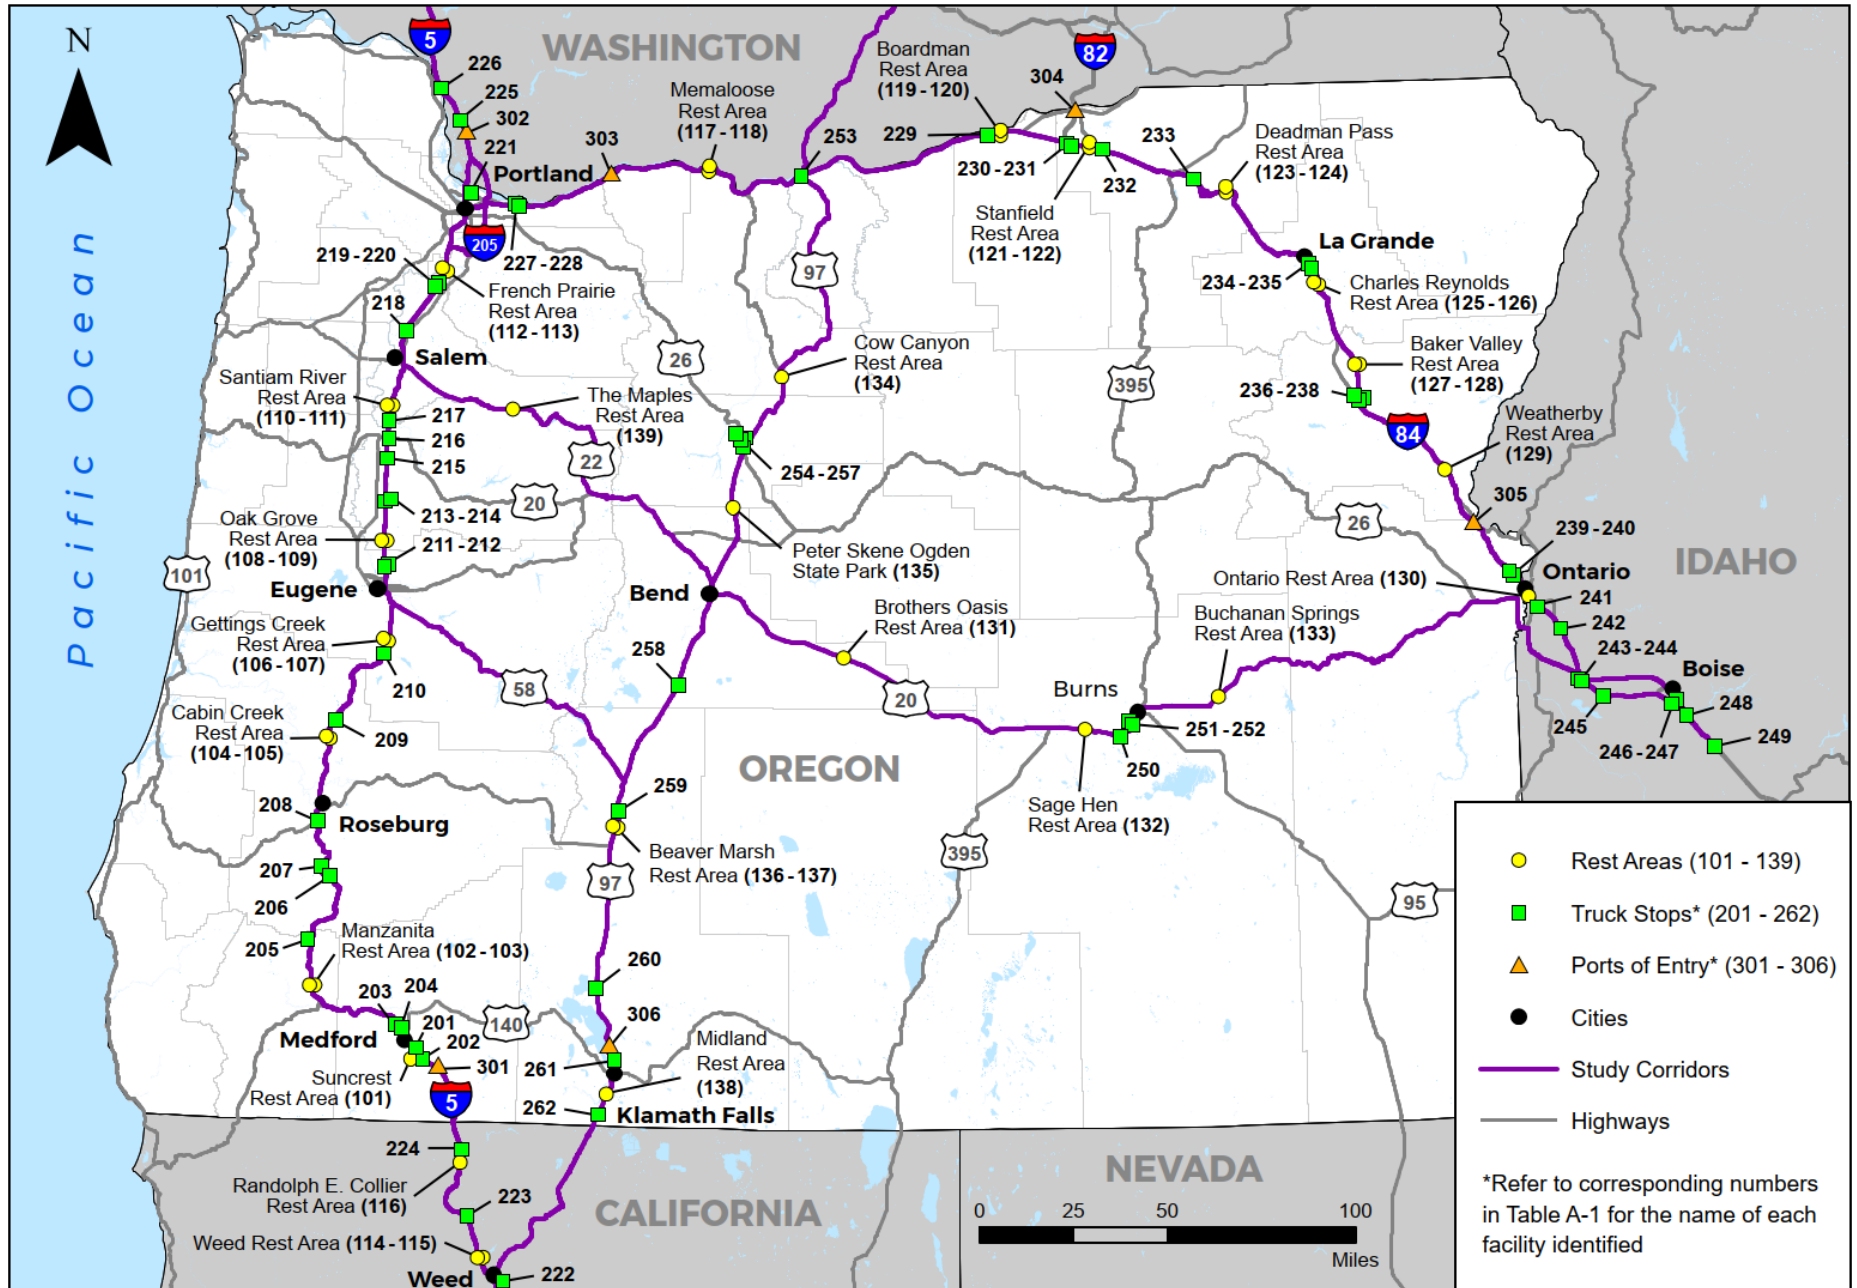 N
5
WASHINGTON
82
226
225
302
221
Portland
303
Memaloose
Rest Area
(117 - 118)
253
229
Boardman
Rest Area
(119 - 120)
304
230 - 231
232
233
Deadman Pass
Rest Area
(123 - 124)
Stanfield
Rest Area
(121 - 122)
205
227 - 228
97
La Grande
234 - 235
Charles Reynolds
Rest Area (125 - 126)
219 - 220
French Prairie
Rest Area
(112 - 113)
218
Salem
26
Cow Canyon
Rest Area
(134)
395
Baker Valley
Rest Area
(127 - 128)
236 - 238
84
Weatherby
Rest Area
(129)
Santiam River
Rest Area
(110 - 111)
217
216
215
The Maples
Rest Area
(139)
22
254 - 257
20
213 - 214
305
26
239 - 240
Oak Grove
Rest Area
(108 - 109)
211 - 212
101
Pacific Ocean
Eugene
Bend
Peter Skene Ogden
State Park (135)
Ontario Rest Area (130)
Ontario
IDAHO
241
242
243 - 244
Boise
245
246 - 247
248
249
Gettings Creek
Rest Area
(106 - 107)
210
258
Brothers Oasis
Rest Area (131)
Buchanan Springs
Rest Area (133)
58
20
Burns
251 - 252
250
Cabin Creek
Rest Area
(104 - 105)
209
OREGON
Sage Hen
Rest Area (132)
208
Roseburg
259
Beaver Marsh
Rest Area (136 - 137)
395
97
95
207
206
205
Manzanita
Rest Area (102 - 103)
260
203
204
201
202
Medford
140
306
301
261
Midland
Rest Area
(138)
Suncrest
Rest Area (101)
5
262
Klamath Falls
224
Randolph E. Collier
Rest Area (116)
223
CALIFORNIA
NEVADA
Weed Rest Area (114 - 115)
Weed
222
0
25
50
100
Miles
Rest Areas (101 - 139)
Truck Stops* (201 - 262)
Ports of Entry* (301 - 306)
Cities
Study Corridors
Highways
*Refer to corresponding numbers
in Table A-1 for the name of each
facility identified